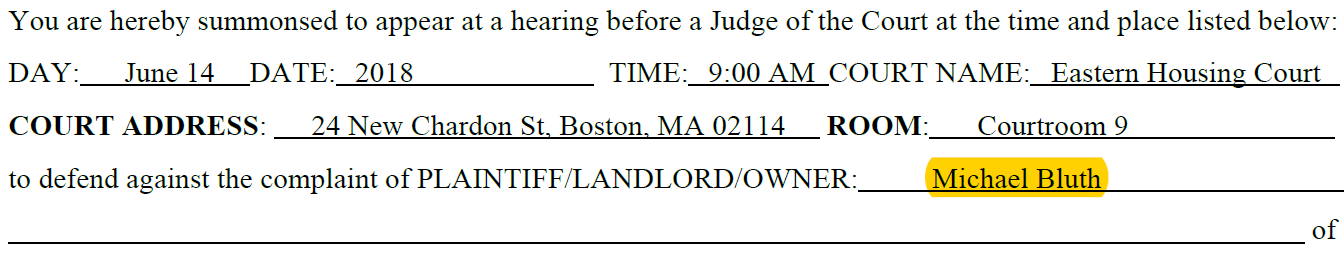 You are hereby summonsed to appear at a hearing before a Judge of the Court at the time and place listed below:
DAY: June 14 DATE: 2018 TIME: 9:00 AM COURT NAME: Eastern Housing Court
COURT ADDRESS: 24 New Chardon St, Boston, MA 02114 ROOM: Courtroom 9
to defend against the complaint of PLAINTIFF/LANDLORD/OWNER: Michael Bluth
of